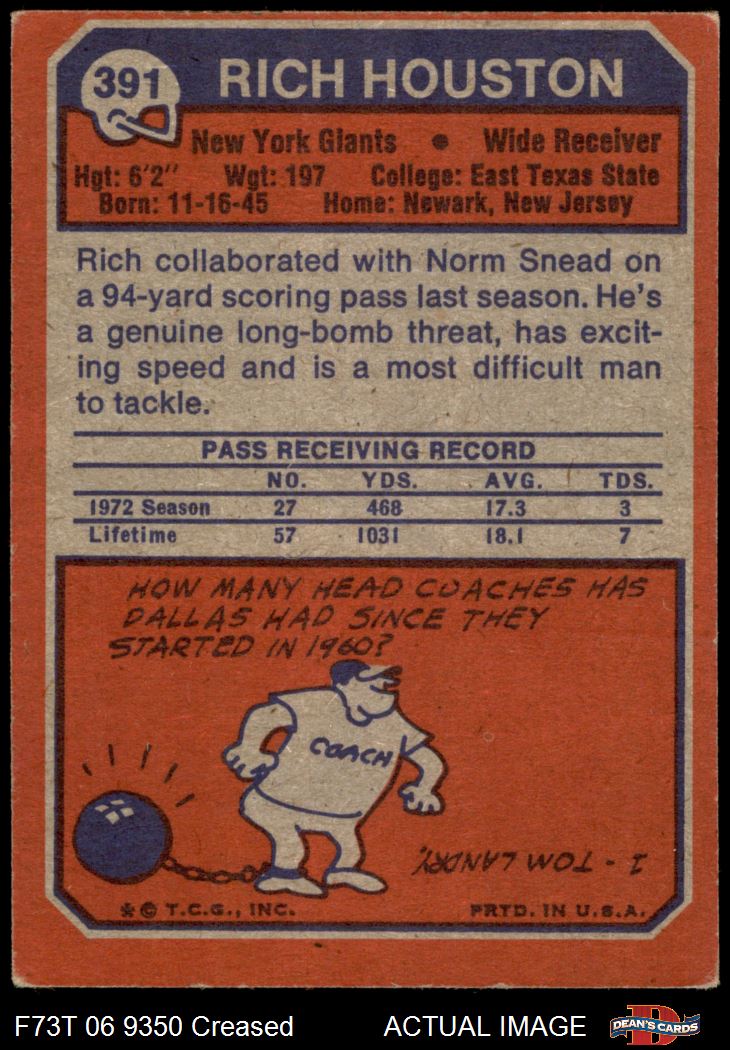 391 RICH HOUSTON
New York Giants • Wide Receiver
Hgt: 6'2" Wgt: 197 College: East Texas State
Born: 11-16-45 Home: Newark, New Jersey
Rich collaborated with Norm Snead on
a 94-yard scoring pass last season. He's
a genuine long-bomb threat, has excit-
ing speed and is a most difficult man
to tackle.
PASS RECEIVING RECORD
NO. YDS. AVG. TDS.
1972 Season 27 468 17.3 3
Lifetime 57 1031 18.1 7
HOW MANY HEAD COACHES HAS
DALLAS HAD SINCE THEY
STARTED IN 1960?
COACH
1 - TOM LANDRY.
* © T.C.G., INC. PRTD. IN U.S.A.
F73T 06 9350 Creased ACTUAL IMAGE DEAN'S CARDS